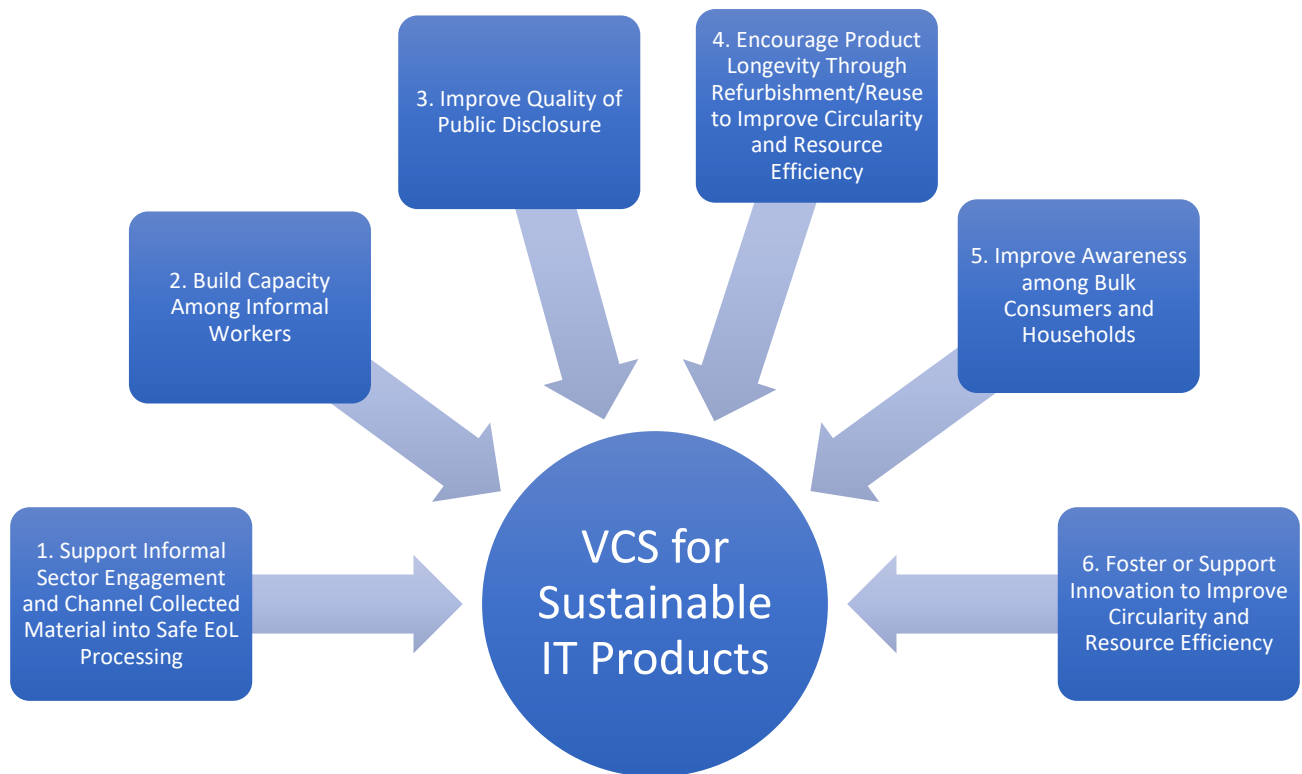 1. Support Informal
Sector Engagement
and Channel Collected
Material into Safe EoL
Processing
2. Build Capacity
Among Informal
Workers
3. Improve Quality of
Public Disclosure
4. Encourage Product
Longevity Through
Refurbishment/Reuse
to Improve Circularity
and Resource
Efficiency
5. Improve Awareness
among Bulk
Consumers and
Households
6. Foster or Support
Innovation to Improve
Circularity and
Resource Efficiency
VCS for
Sustainable
IT Products